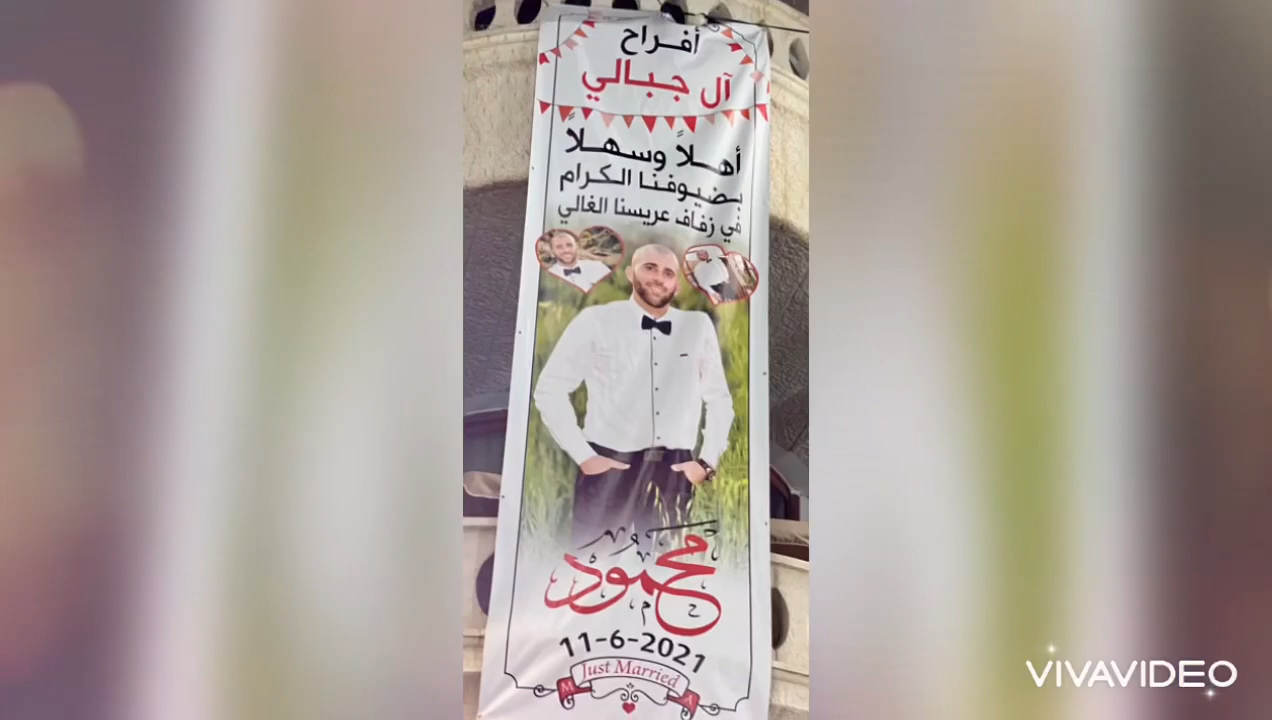 أفراح
آل جبالي
أهلاً وسهلاً
بضيوفنا الكرام
في زفاف عريسنا الغالي
محمود
11-6-2021
Just Married
M A
VIVAVIDEO